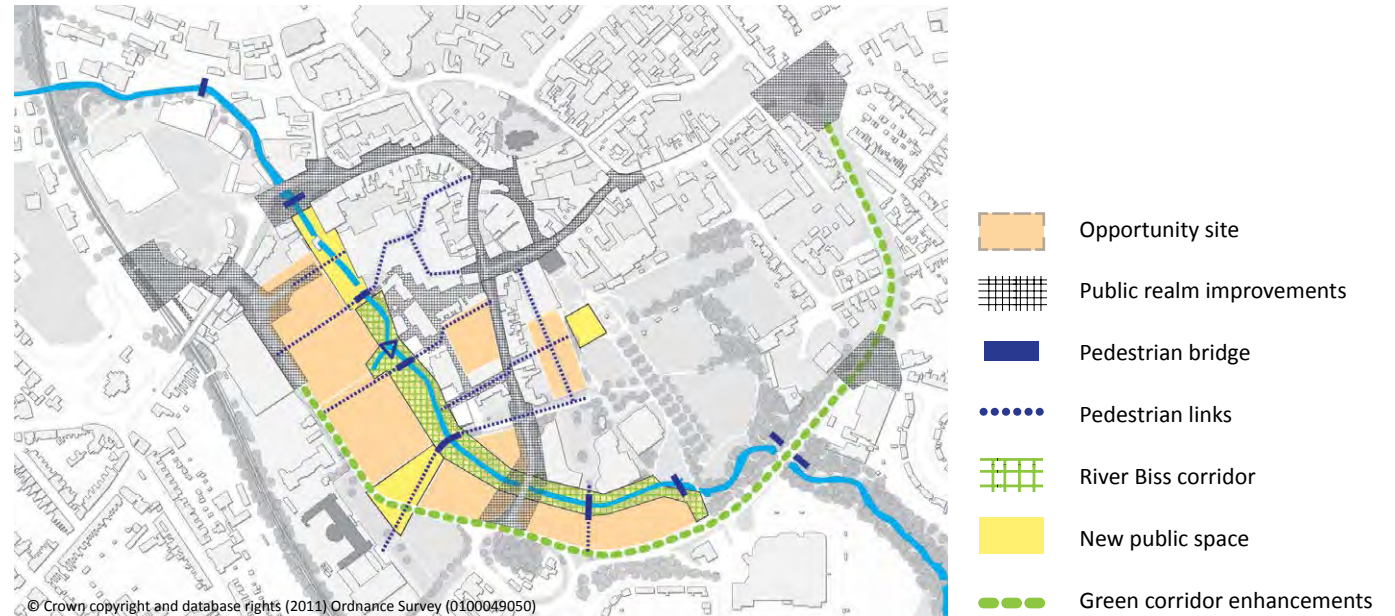 Opportunity site
Public realm improvements
Pedestrian bridge
Pedestrian links
River Biss corridor
New public space
Green corridor enhancements
© Crown copyright and database rights (2011) Ordnance Survey (0100049050)